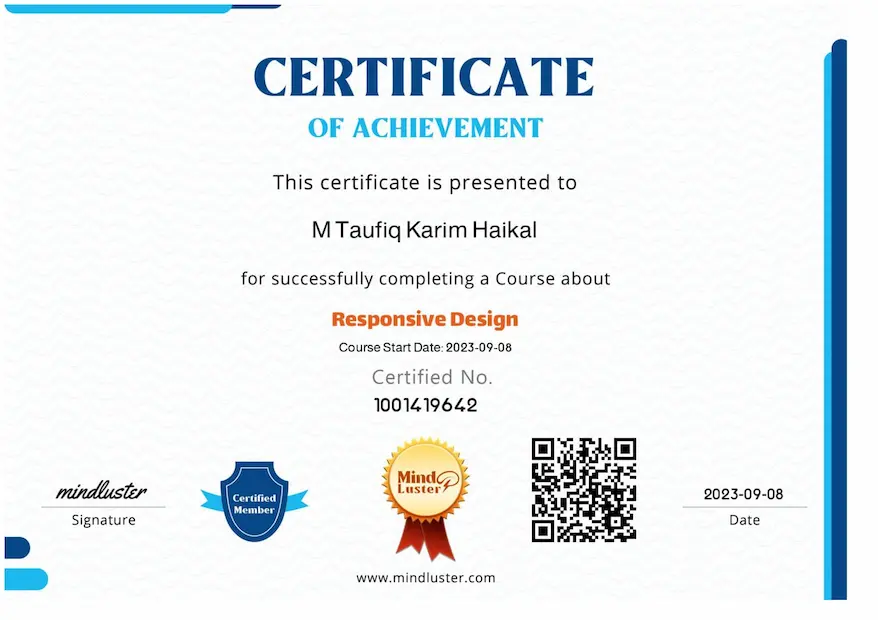 CERTIFICATE
OF ACHIEVEMENT
This certificate is presented to
M Taufiq Karim Haikal
for successfully completing a Course about
Responsive Design
Course Start Date: 2023-09-08
Certified No.
1001419642
mindluster
Signature
Certified
Member
Mind
Luster
2023-09-08
Date
www.mindluster.com